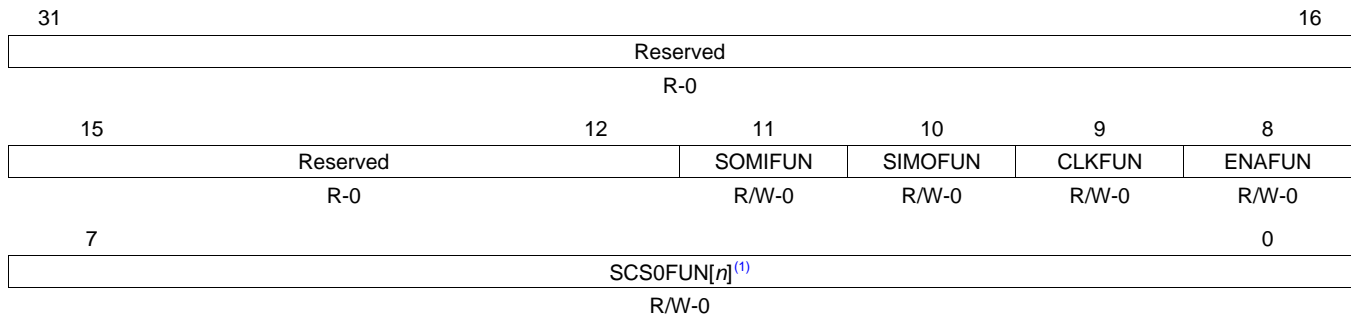 31 16
Reserved
R-0
15 12 11 10 9 8
Reserved SOMIFUN SIMOFUN CLKFUN ENAFUN
R-0 R/W-0 R/W-0 R/W-0 R/W-0
7 0
SCS0FUN[n](1)
R/W-0